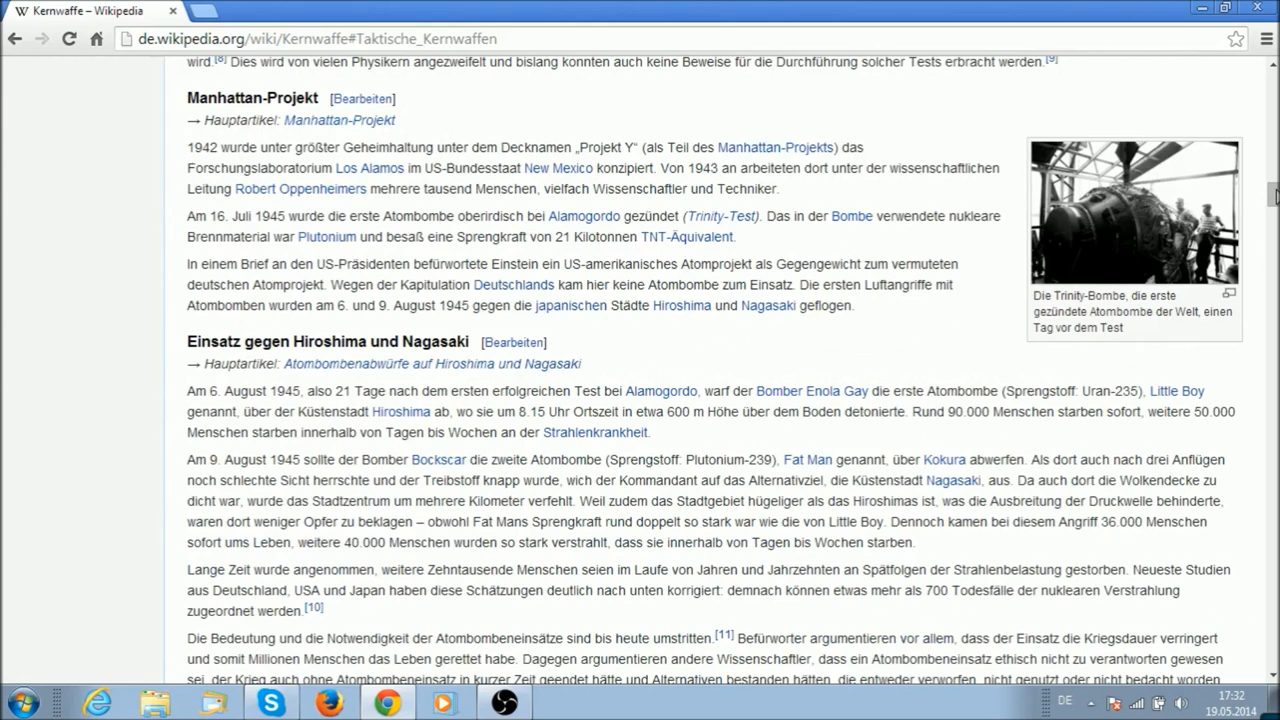 Kernwaffe – Wikipedia
de.wikipedia.org/wiki/Kernwaffe#Taktische_Kernwaffen
wird.[8] Dies wird von vielen Physikern angezweifelt und bislang konnten auch keine Beweise für die Durchführung solcher Tests erbracht werden.[9]
Manhattan-Projekt [Bearbeiten]
→ Hauptartikel: Manhattan-Projekt
1942 wurde unter größter Geheimhaltung unter dem Decknamen „Projekt Y“ (als Teil des Manhattan-Projekts) das
Forschungslaboratorium Los Alamos im US-Bundesstaat New Mexico konzipiert. Von 1943 an arbeiteten dort unter der wissenschaftlichen
Leitung Robert Oppenheimers mehrere tausend Menschen, vielfach Wissenschaftler und Techniker.
Am 16. Juli 1945 wurde die erste Atombombe oberirdisch bei Alamogordo gezündet (Trinity-Test). Das in der Bombe verwendete nukleare
Brennmaterial war Plutonium und besaß eine Sprengkraft von 21 Kilotonnen TNT-Äquivalent.
In einem Brief an den US-Präsidenten befürwortete Einstein ein US-amerikanisches Atomprojekt als Gegengewicht zum vermuteten
deutschen Atomprojekt. Wegen der Kapitulation Deutschlands kam hier keine Atombombe zum Einsatz. Die ersten Luftangriffe mit
Atombomben wurden am 6. und 9. August 1945 gegen die japanischen Städte Hiroshima und Nagasaki geflogen.
Die Trinity-Bombe, die erste
gezündete Atombombe der Welt, einen
Tag vor dem Test
Einsatz gegen Hiroshima und Nagasaki [Bearbeiten]
→ Hauptartikel: Atombombenabwürfe auf Hiroshima und Nagasaki
Am 6. August 1945, also 21 Tage nach dem ersten erfolgreichen Test bei Alamogordo, warf der Bomber Enola Gay die erste Atombombe (Sprengstoff: Uran-235), Little Boy
genannt, über der Küstenstadt Hiroshima ab, wo sie um 8.15 Uhr Ortszeit in etwa 600 m Höhe über dem Boden detonierte. Rund 90.000 Menschen starben sofort, weitere 50.000
Menschen starben innerhalb von Tagen bis Wochen an der Strahlenkrankheit.
Am 9. August 1945 sollte der Bomber Bockscar die zweite Atombombe (Sprengstoff: Plutonium-239), Fat Man genannt, über Kokura abwerfen. Als dort auch nach drei Anflügen
noch schlechte Sicht herrschte und der Treibstoff knapp wurde, wich der Kommandant auf das Alternativziel, die Küstenstadt Nagasaki, aus. Da auch dort die Wolkendecke zu
dicht war, wurde das Stadtzentrum um mehrere Kilometer verfehlt. Weil zudem das Stadtgebiet hügeliger als das Hiroshimas ist, was die Ausbreitung der Druckwelle behinderte,
waren dort weniger Opfer zu beklagen – obwohl Fat Mans Sprengkraft rund doppelt so stark war wie die von Little Boy. Dennoch kamen bei diesem Angriff 36.000 Menschen
sofort ums Leben, weitere 40.000 Menschen wurden so stark verstrahlt, dass sie innerhalb von Tagen bis Wochen starben.
Lange Zeit wurde angenommen, weitere Zehntausende Menschen seien im Laufe von Jahren und Jahrzehnten an Spätfolgen der Strahlenbelastung gestorben. Neueste Studien
aus Deutschland, USA und Japan haben diese Schätzungen deutlich nach unten korrigiert: demnach können etwas mehr als 700 Todesfälle der nuklearen Verstrahlung
zugeordnet werden.[10]
Die Bedeutung und die Notwendigkeit der Atombombeneinsätze sind bis heute umstritten.[11] Befürworter argumentieren vor allem, dass der Einsatz die Kriegsdauer verringert
und somit Millionen Menschen das Leben gerettet habe. Dagegen argumentieren andere Wissenschaftler, dass ein Atombombeneinsatz ethisch nicht zu verantworten gewesen
sei, der Krieg auch ohne Atombombeneinsatz in kurzer Zeit geendet hätte und Alternativen bestanden hätten, die entweder verworfen, nicht genutzt oder nicht bedacht worden
DE
17:32
19.05.2014